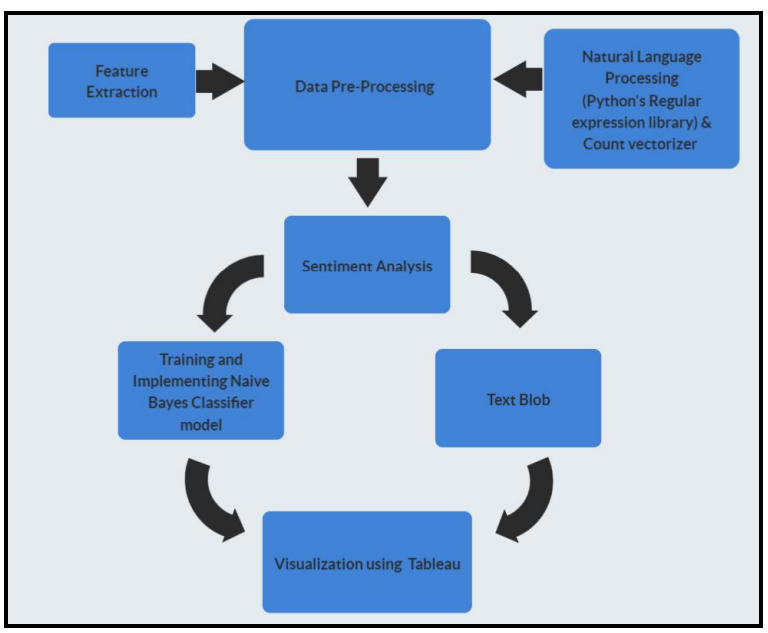 Feature
Extraction
Data Pre-Processing
Natural Language
Processing
(Python's Regular
expression library) &
Count vectorizer
Sentiment Analysis
Training and
Implementing Naive
Bayes Classifier
model
Text Blob
Visualization using Tableau